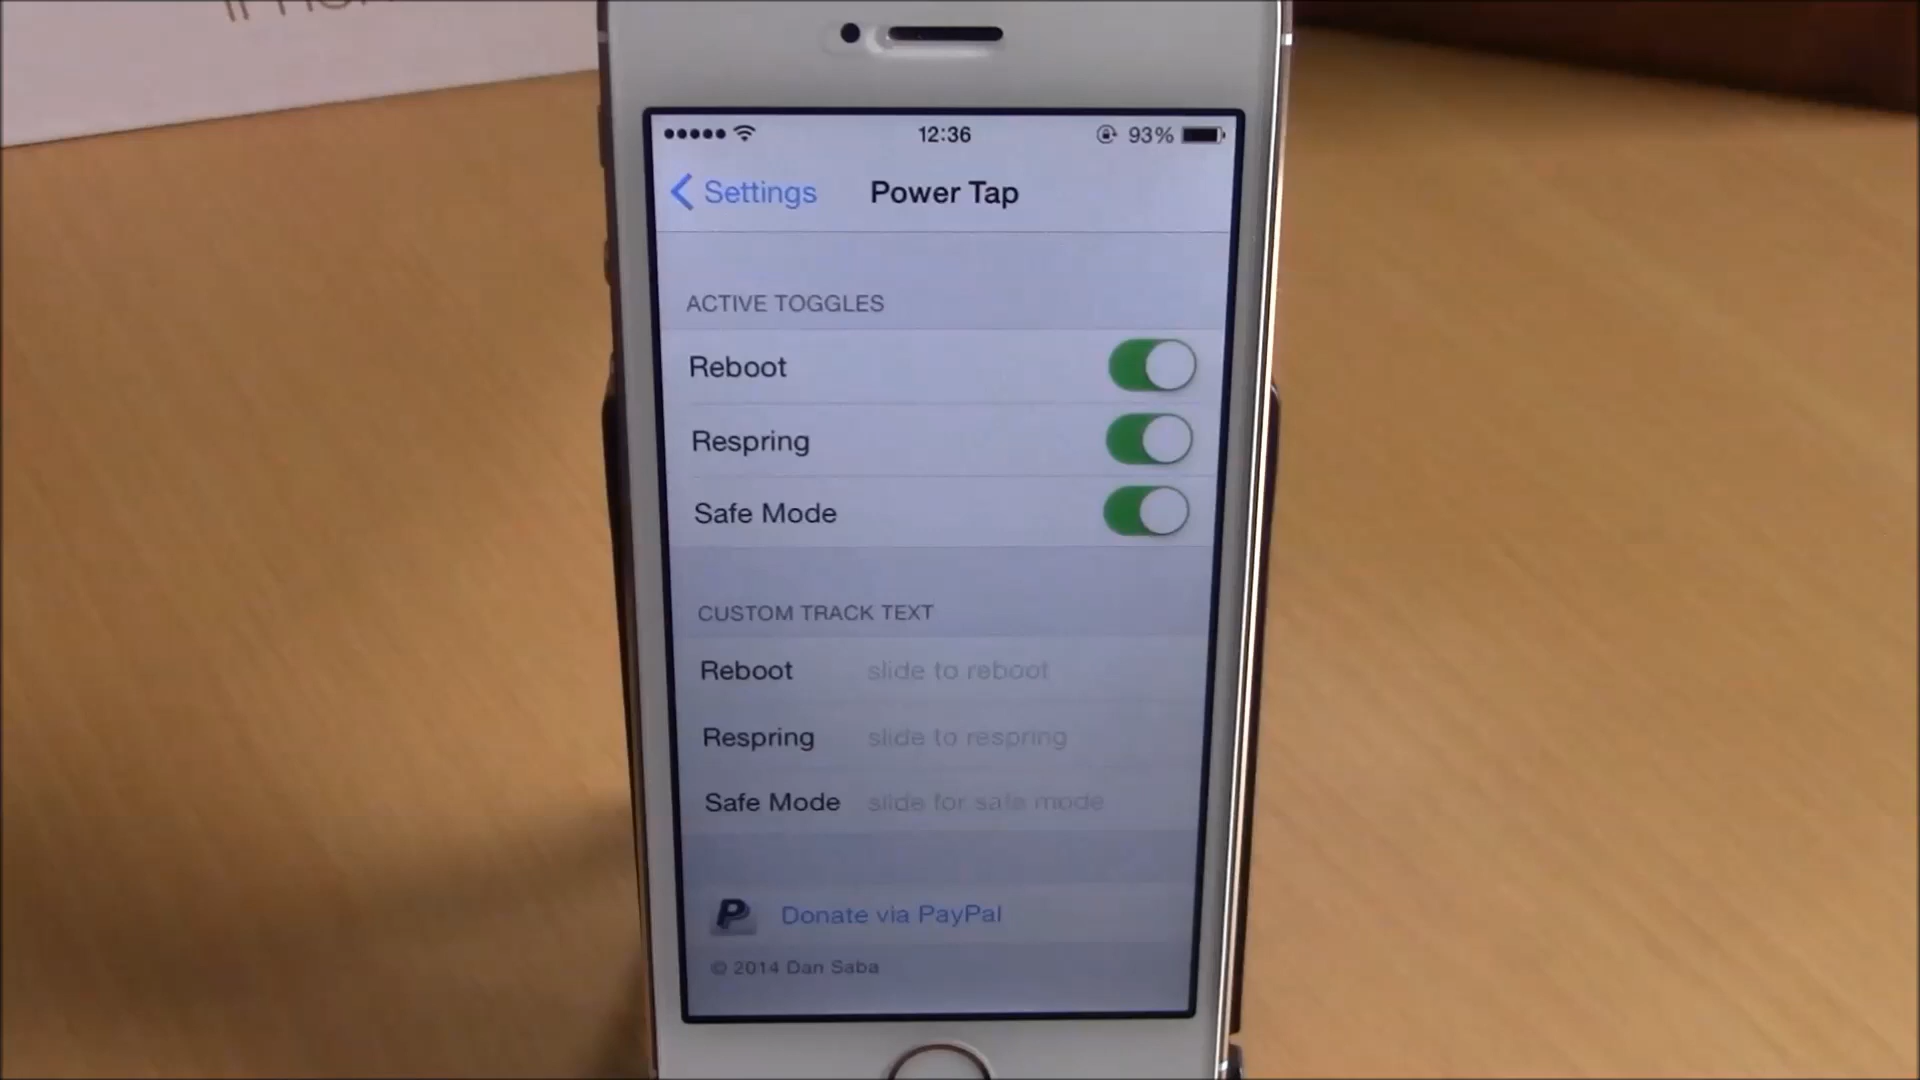 12:36 93%
Settings Power Tap
ACTIVE TOGGLES
Reboot
Respring
Safe Mode
CUSTOM TRACK TEXT
Reboot slide to reboot
Respring slide to respring
Safe Mode slide for safe mode
Donate via PayPal
© 2014 Dan Saba